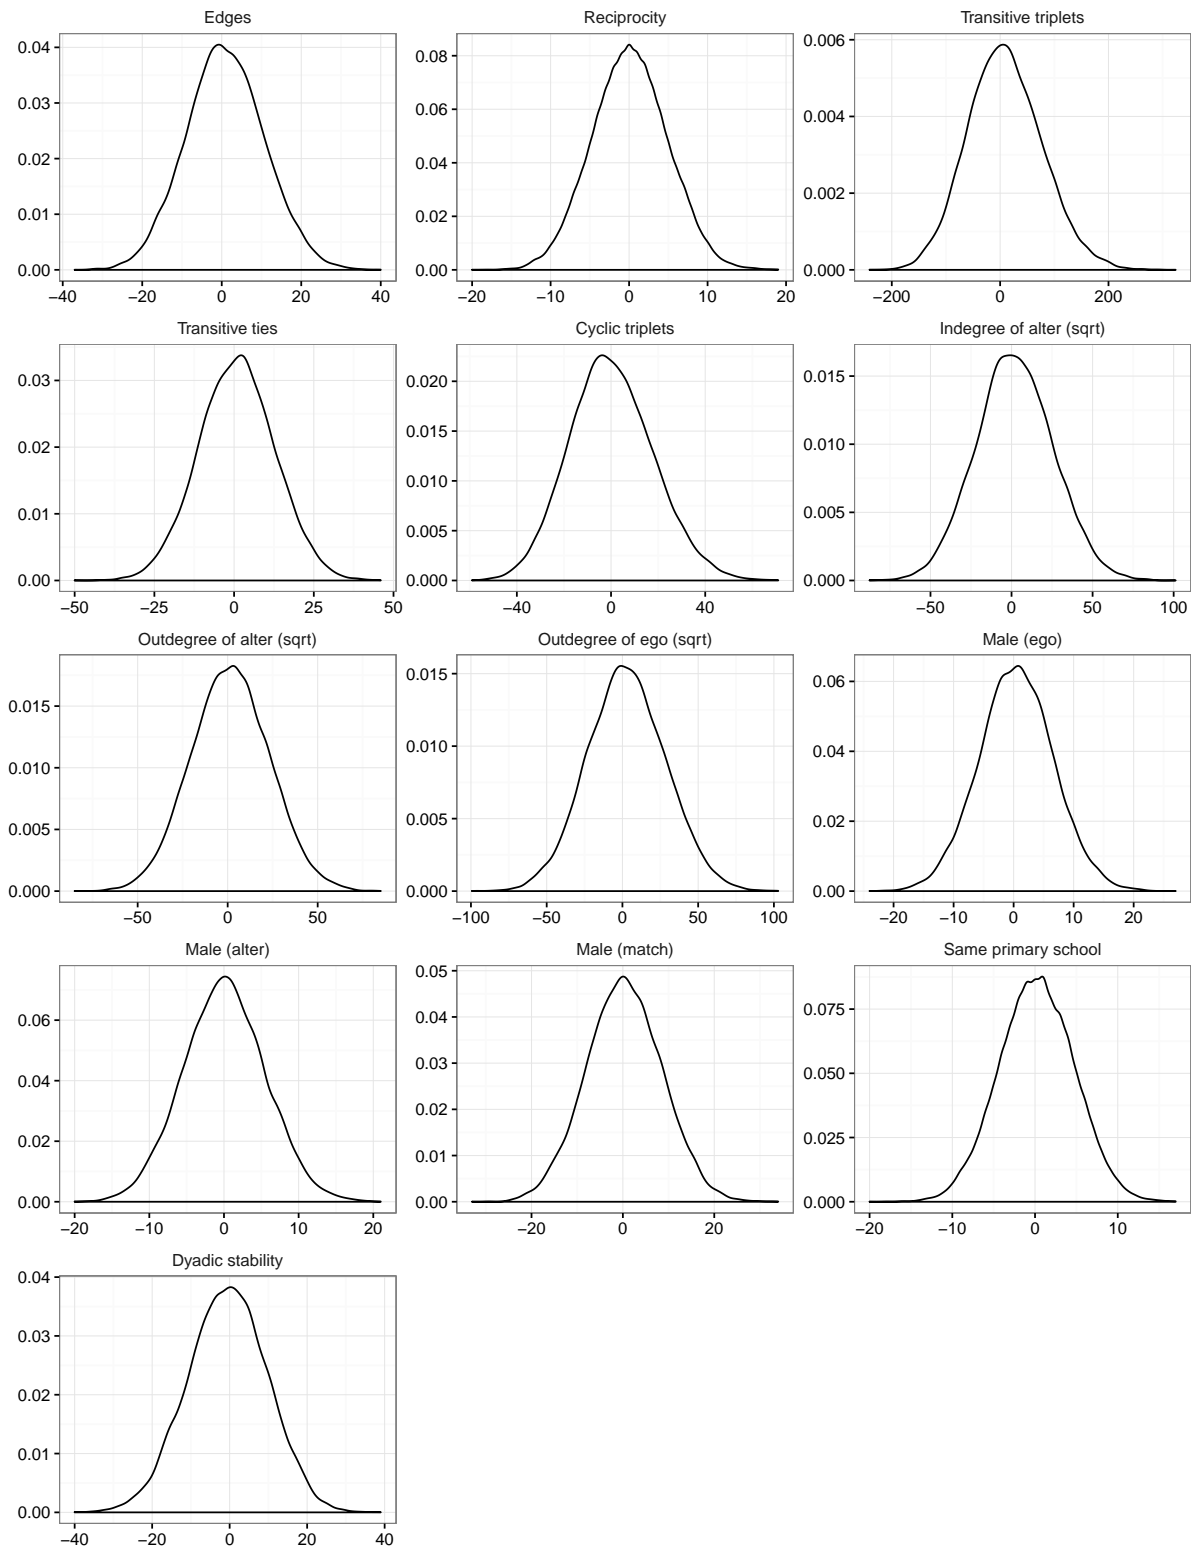 Edges Reciprocity Transitive triplets
0.04 0.08 0.006
0.03 0.06 0.004
0.02 0.04 0.002
0.01 0.02 0.000
0.00 0.00
−40 −20 0 20 40 −20 −10 0 10 20 −200 0 200
Transitive ties Cyclic triplets Indegree of alter (sqrt)
0.03 0.020 0.015
0.02 0.015 0.010
0.01 0.010 0.005
0.00 0.005 0.000
0.000
−50 −25 0 25 50 −40 0 40 −50 0 50 100
Outdegree of alter (sqrt) Outdegree of ego (sqrt) Male (ego)
0.015 0.015 0.06
0.010 0.010 0.04
0.005 0.005 0.02
0.000 0.000 0.00
−50 0 50 −100 −50 0 50 100 −20 −10 0 10 20
Male (alter) Male (match) Same primary school
0.06 0.05 0.075
0.04 0.04 0.050
0.02 0.03 0.025
0.00 0.02 0.000
0.01
0.00
−20 −10 0 10 20 −20 0 20 −20 −10 0 10
Dyadic stability
0.04
0.03
0.02
0.01
0.00
−40 −20 0 20 40